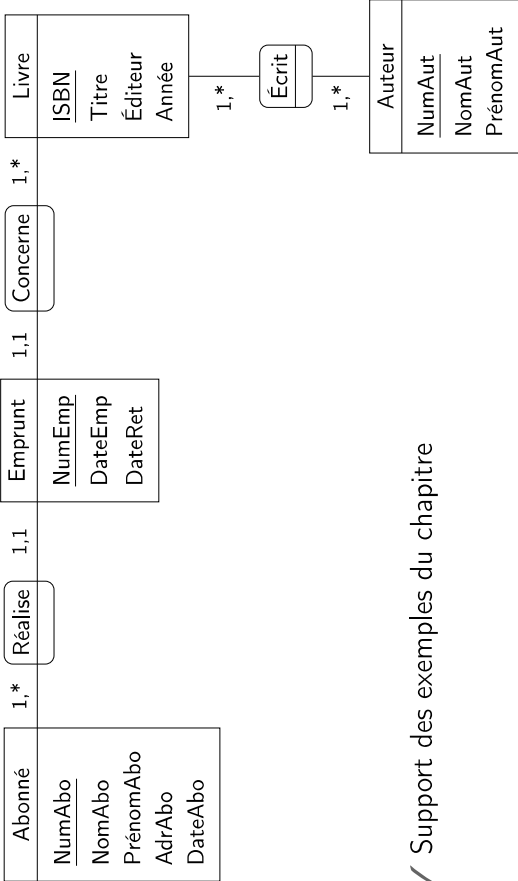 Abonné
NumAbo
NomAbo
PrénomAbo
AdrAbo
DateAbo
1,*
Réalise
1,1
Emprunt
NumEmp
DateEmp
DateRet
1,1
Concerne
1,*
Livre
ISBN
Titre
Éditeur
Année
1,*
Écrit
1,*
Auteur
NumAut
NomAut
PrénomAut
Support des exemples du chapitre